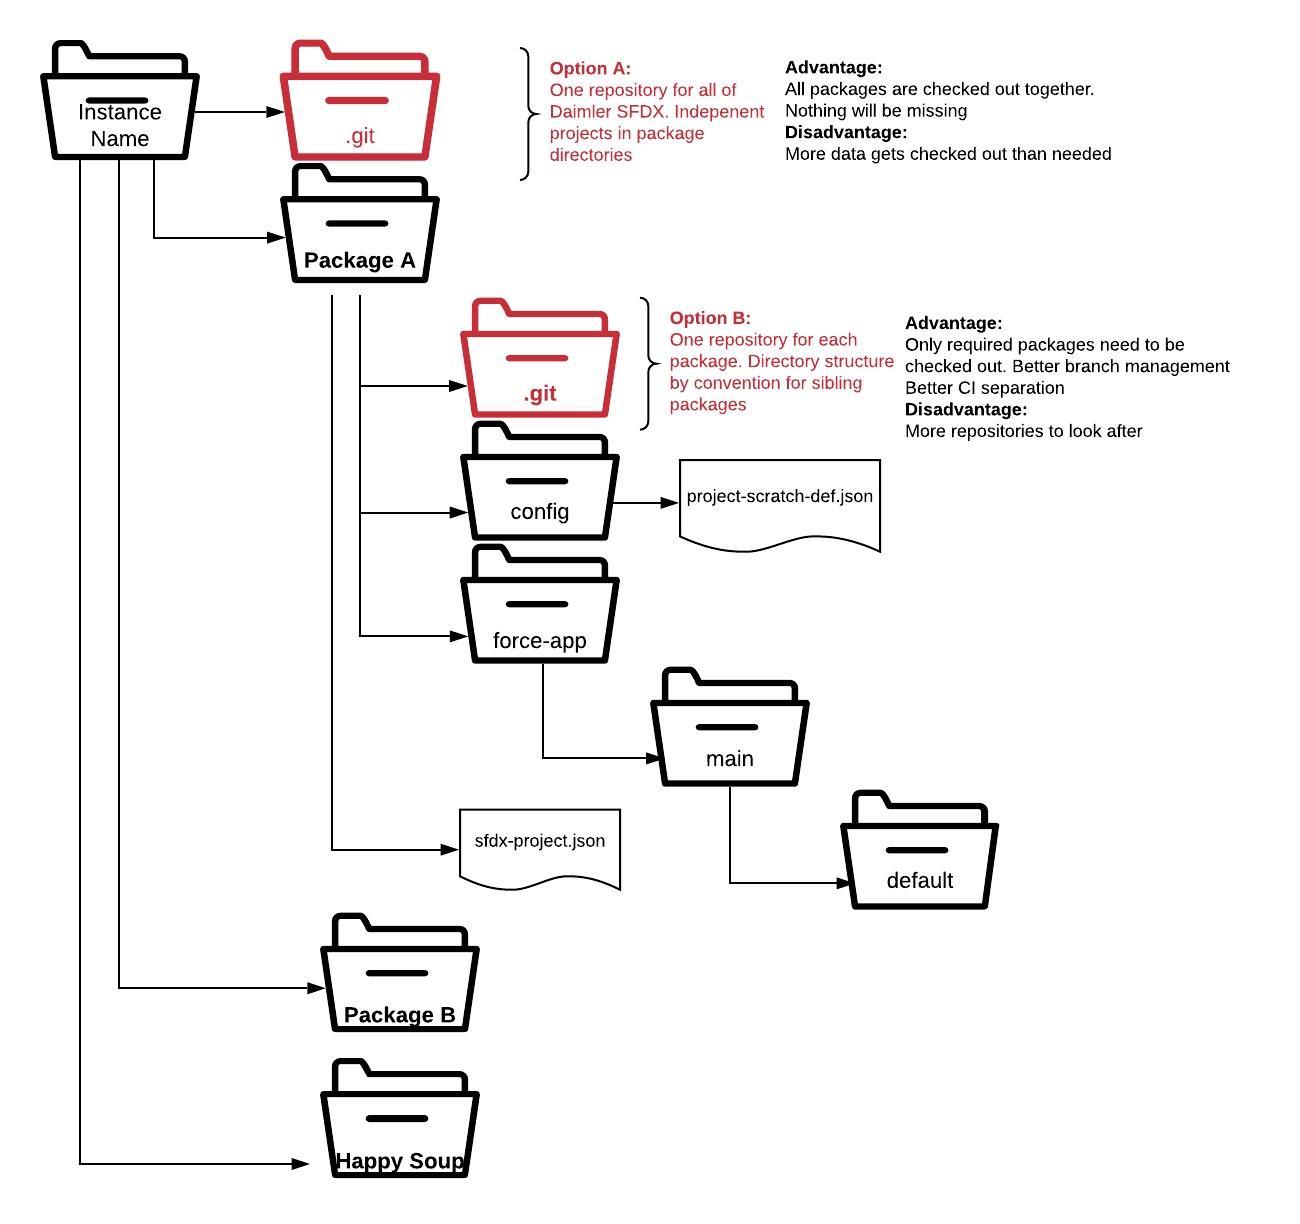 Instance
Name
.git
Option A:
One repository for all of
Daimler SFDX. Indepenent
projects in package
directories
Advantage:
All packages are checked out together.
Nothing will be missing
Disadvantage:
More data gets checked out than needed
Package A
.git
Option B:
One repository for each
package. Directory structure
by convention for sibling
packages
Advantage:
Only required packages need to be
checked out. Better branch management
Better CI separation
Disadvantage:
More repositories to look after
config
project-scratch-def.json
force-app
main
sfdx-project.json
default
Package B
Happy Soup